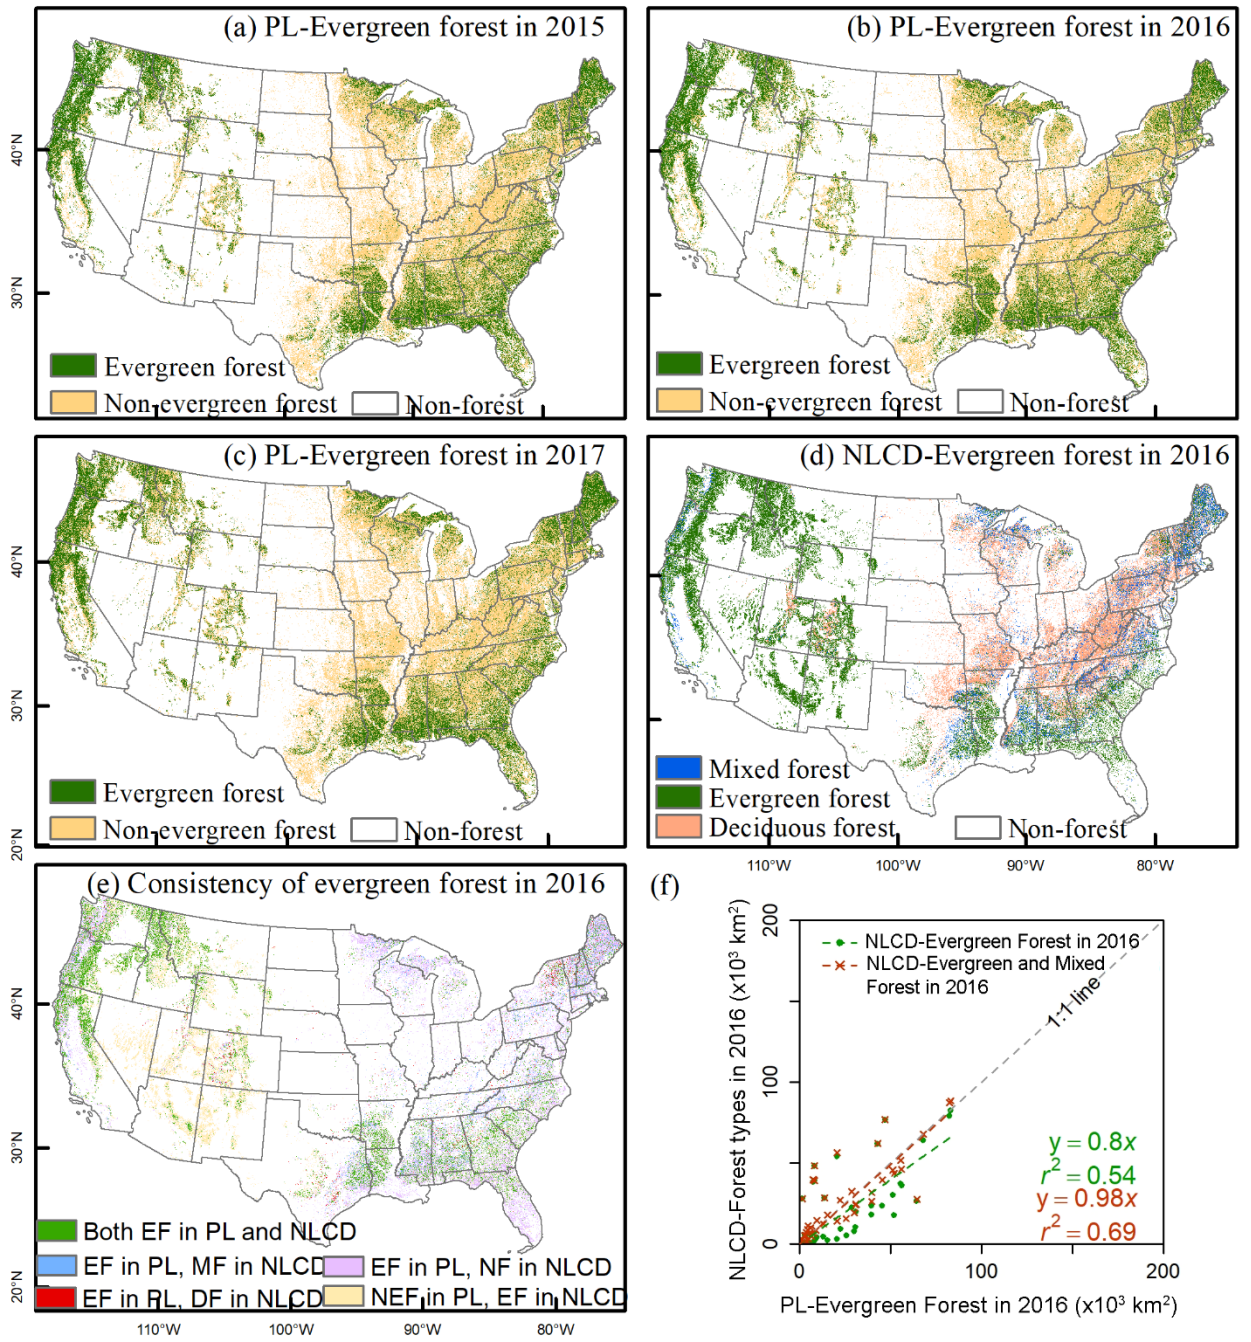 (a) PL-Evergreen forest in 2015
40°N
30°N
Evergreen forest
Non-evergreen forest
Non-forest
(b) PL-Evergreen forest in 2016
Evergreen forest
Non-evergreen forest
Non-forest
(c) PL-Evergreen forest in 2017
40°N
30°N
20°N
Evergreen forest
Non-evergreen forest
Non-forest
(d) NLCD-Evergreen forest in 2016
Mixed forest
Evergreen forest
Deciduous forest
Non-forest
110°W 100°W 90°W 80°W
(e) Consistency of evergreen forest in 2016
40°N
30°N
20°N
Both EF in PL and NLCD
EF in PL, MF in NLCD
EF in PL, NF in NLCD
EF in PL, DF in NLCD
NEF in PL, EF in NLCD
110°W 100°W 90°W 80°W
(f)
NLCD-Forest types in 2016 (x10³ km²)
200
100
0
NLCD-Evergreen Forest in 2016
NLCD-Evergreen and Mixed
Forest in 2016
1:1 line
y = 0.8x
r² = 0.54
y = 0.98x
r² = 0.69
0 100 200
PL-Evergreen Forest in 2016 (x10³ km²)